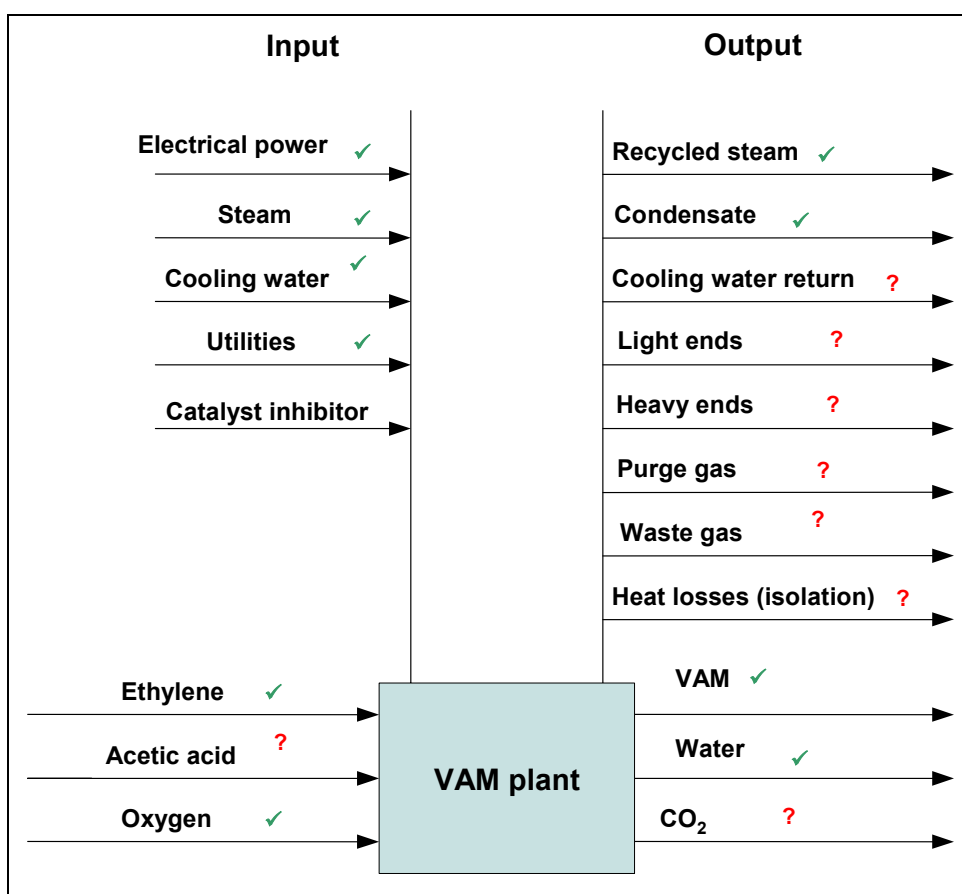 Input
Output
Electrical power ✓
Recycled steam ✓
Steam ✓
Condensate ✓
Cooling water ✓
Cooling water return ?
Utilities ✓
Light ends ?
Catalyst inhibitor
Heavy ends ?
Purge gas ?
Waste gas ?
Heat losses (isolation) ?
Ethylene ✓
VAM ✓
Acetic acid ?
VAM plant
Water ✓
Oxygen ✓
CO₂ ?